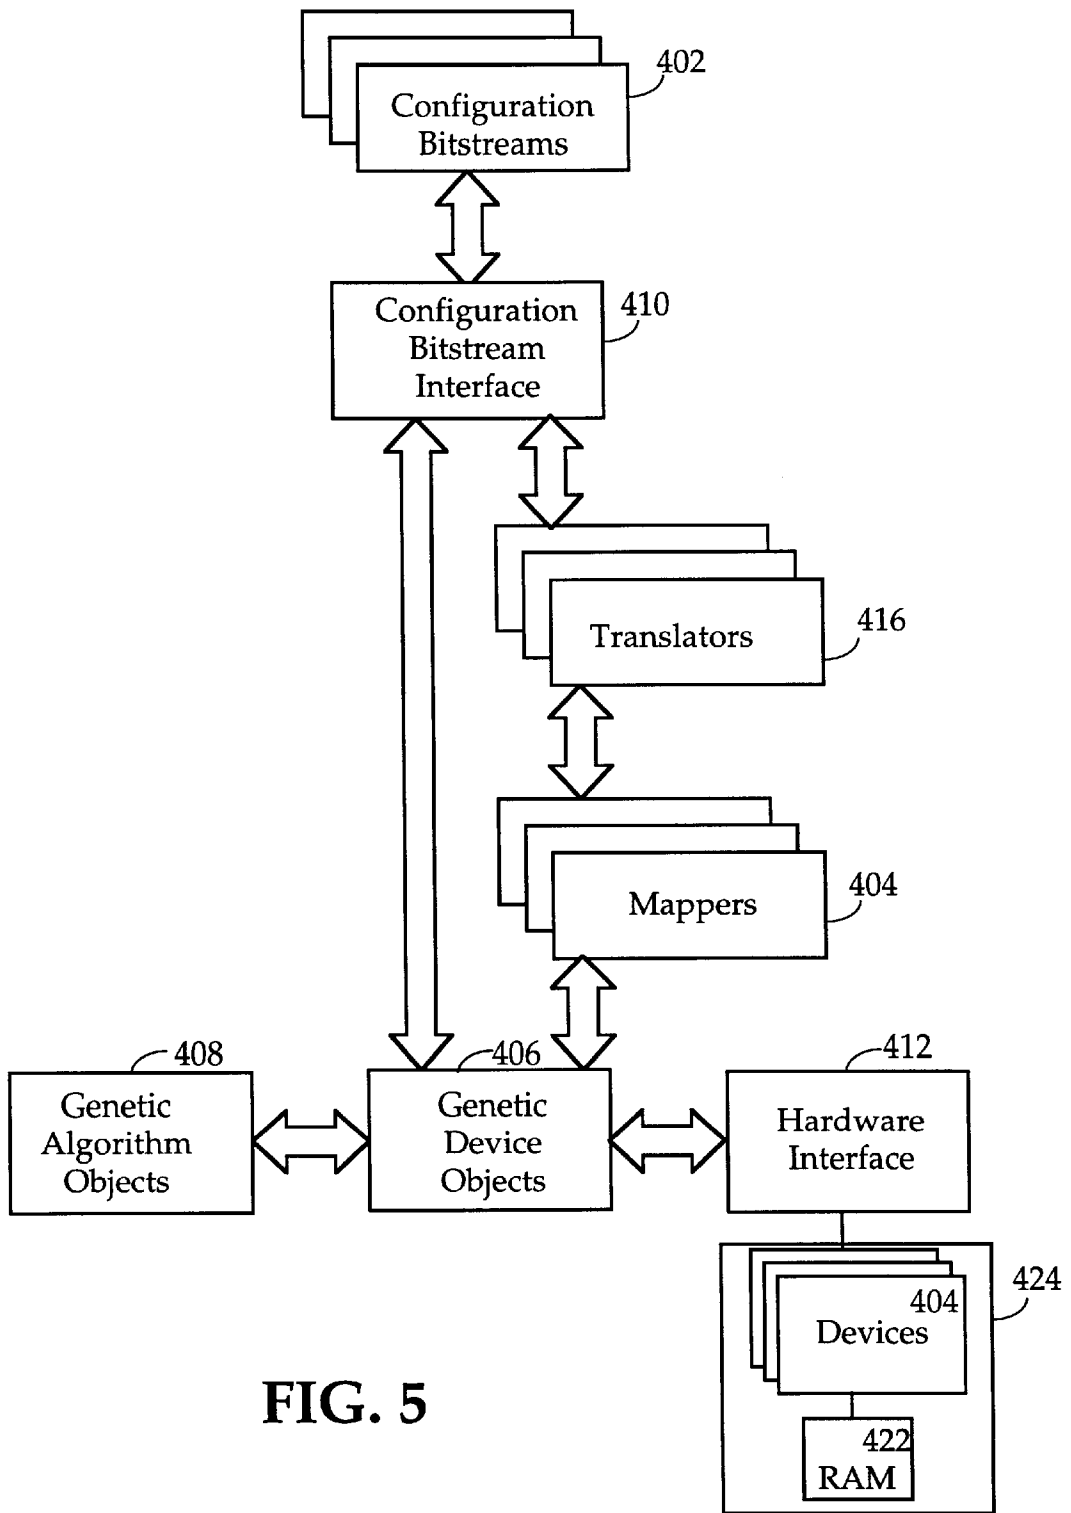 402
Configuration
Bitstreams
Configuration
Bitstream
Interface
410
Translators
416
Mappers
404
408
Genetic
Algorithm
Objects
406
Genetic
Device
Objects
412
Hardware
Interface
404
Devices
424
422
RAM
FIG. 5